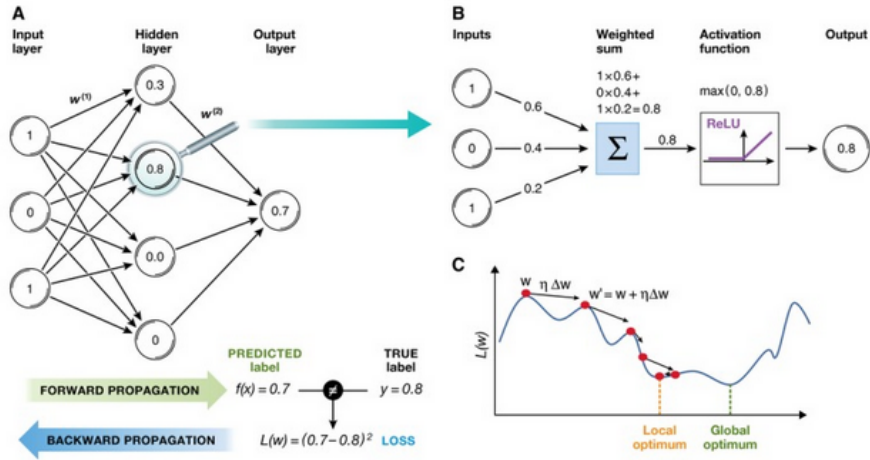 A
Input
layer
Hidden
layer
Output
layer
w(1)
w(2)
1
0
1
0.3
0.8
0.0
0
0.7
PREDICTED
label
TRUE
label
FORWARD PROPAGATION
f(x) = 0.7
≠
y = 0.8
BACKWARD PROPAGATION
L(w) = (0.7 – 0.8)²
LOSS
B
Inputs
Weighted
sum
Activation
function
Output
1×0.6+
0×0.4+
1×0.2=0.8
max(0, 0.8)
1
0
1
0.6
0.4
0.2
Σ
0.8
ReLU
0.8
C
L(w)
w
η Δw
w' = w + ηΔw
Local
optimum
Global
optimum